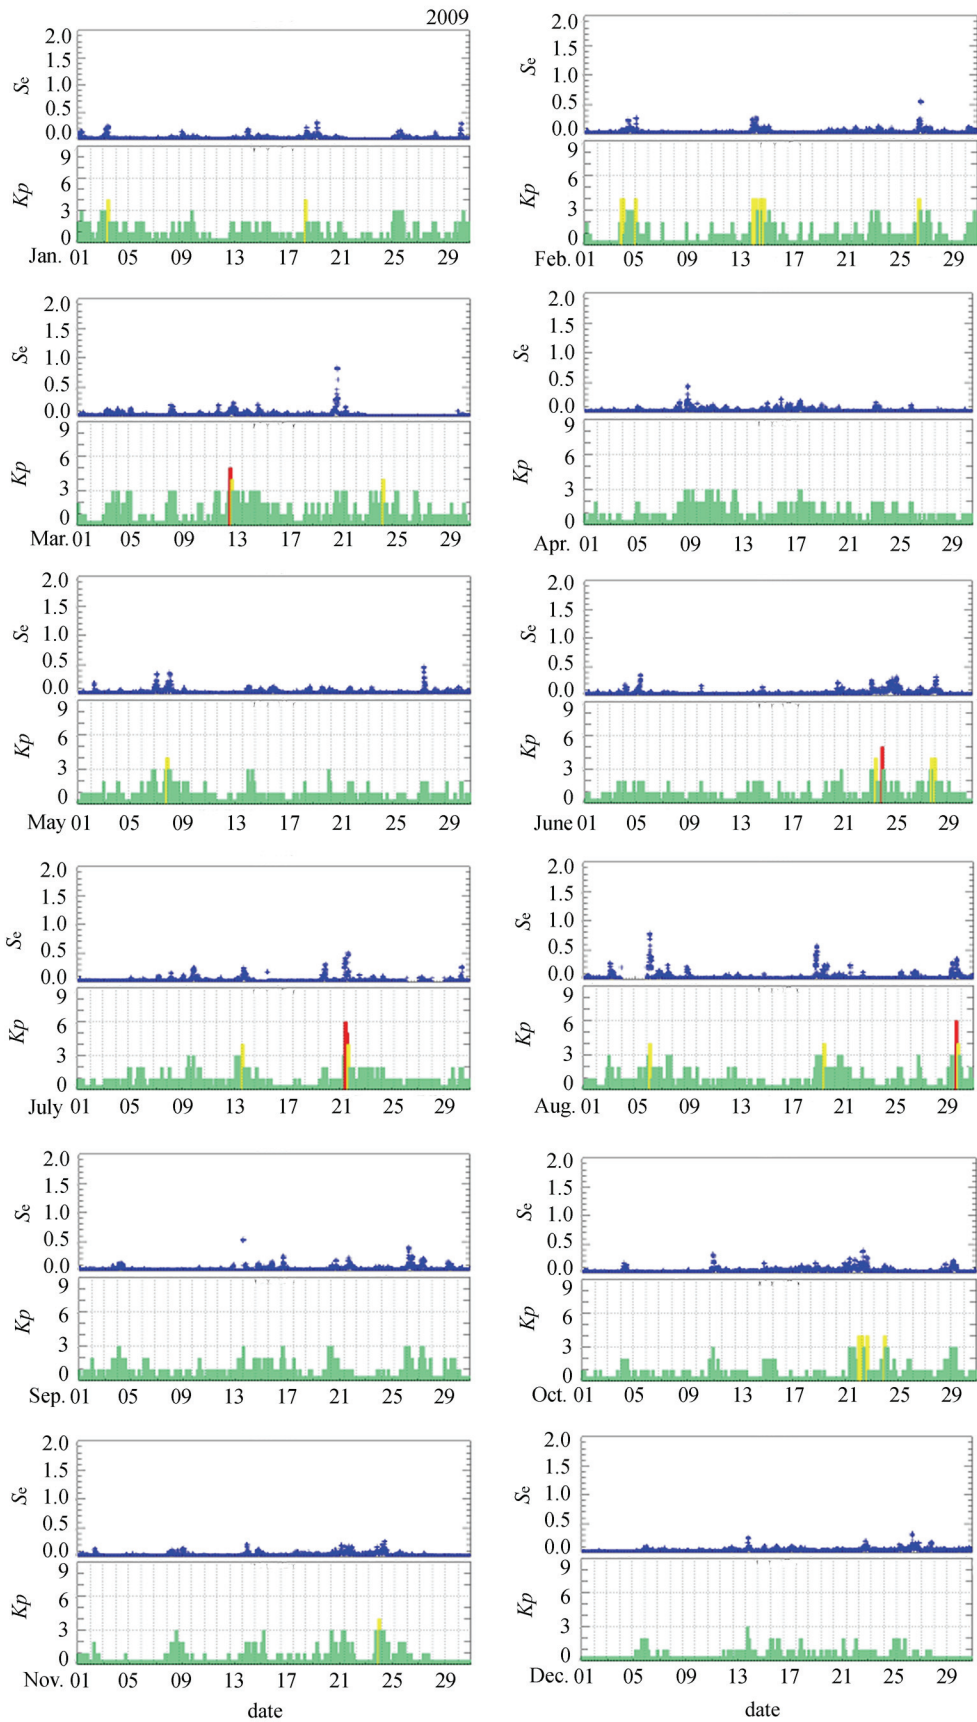 2009
2.0
1.5
1.0
0.5
0.0
Se
9
6
3
0
Kp
Jan. 01 05 09 13 17 21 25 29
2.0
1.5
1.0
0.5
0.0
Se
9
6
3
0
Kp
Feb. 01 05 09 13 17 21 25 29
2.0
1.5
1.0
0.5
0.0
Se
9
6
3
0
Kp
Mar. 01 05 09 13 17 21 25 29
2.0
1.5
1.0
0.5
0.0
Se
9
6
3
0
Kp
Apr. 01 05 09 13 17 21 25 29
2.0
1.5
1.0
0.5
0.0
Se
9
6
3
0
Kp
May 01 05 09 13 17 21 25 29
2.0
1.5
1.0
0.5
0.0
Se
9
6
3
0
Kp
June 01 05 09 13 17 21 25 29
2.0
1.5
1.0
0.5
0.0
Se
9
6
3
0
Kp
July 01 05 09 13 17 21 25 29
2.0
1.5
1.0
0.5
0.0
Se
9
6
3
0
Kp
Aug. 01 05 09 13 17 21 25 29
2.0
1.5
1.0
0.5
0.0
Se
9
6
3
0
Kp
Sep. 01 05 09 13 17 21 25 29
2.0
1.5
1.0
0.5
0.0
Se
9
6
3
0
Kp
Oct. 01 05 09 13 17 21 25 29
2.0
1.5
1.0
0.5
0.0
Se
9
6
3
0
Kp
Nov. 01 05 09 13 17 21 25 29
date
2.0
1.5
1.0
0.5
0.0
Se
9
6
3
0
Kp
Dec. 01 05 09 13 17 21 25 29
date